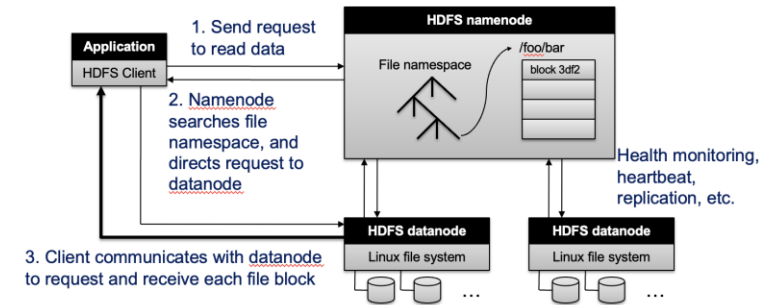 HDFS namenode
1. Send request
to read data
Application
HDFS Client
/foo/bar
File namespace
block 3df2
2. Namenode
searches file
namespace, and
directs request to
datanode
Health monitoring,
heartbeat,
replication, etc.
HDFS datanode
Linux file system
...
HDFS datanode
Linux file system
...
3. Client communicates with datanode
to request and receive each file block